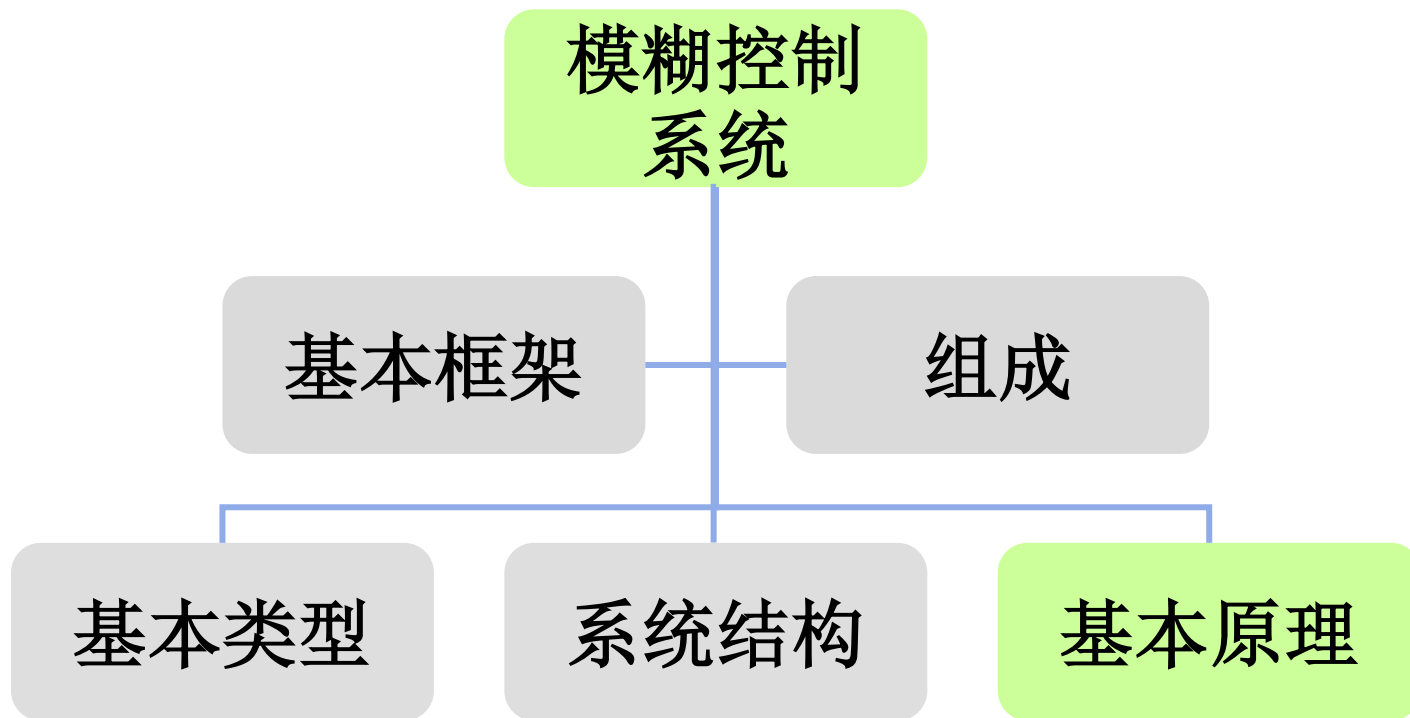 模糊控制
系统
基本框架
组成
基本类型
系统结构
基本原理